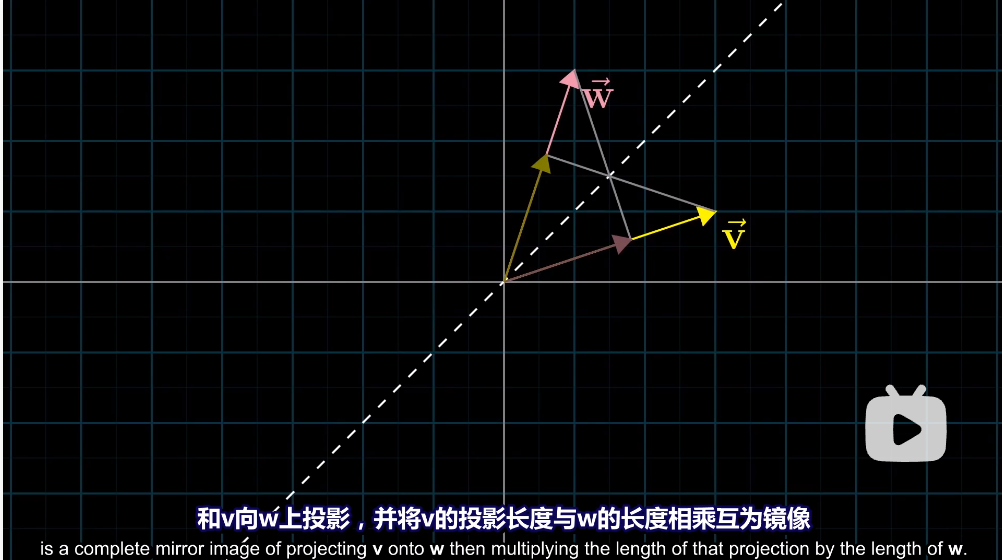 w
v
和v向w上投影，并将v的投影长度与w的长度相乘互为镜像
is a complete mirror image of projecting v onto w then multiplying the length of that projection by the length of w.